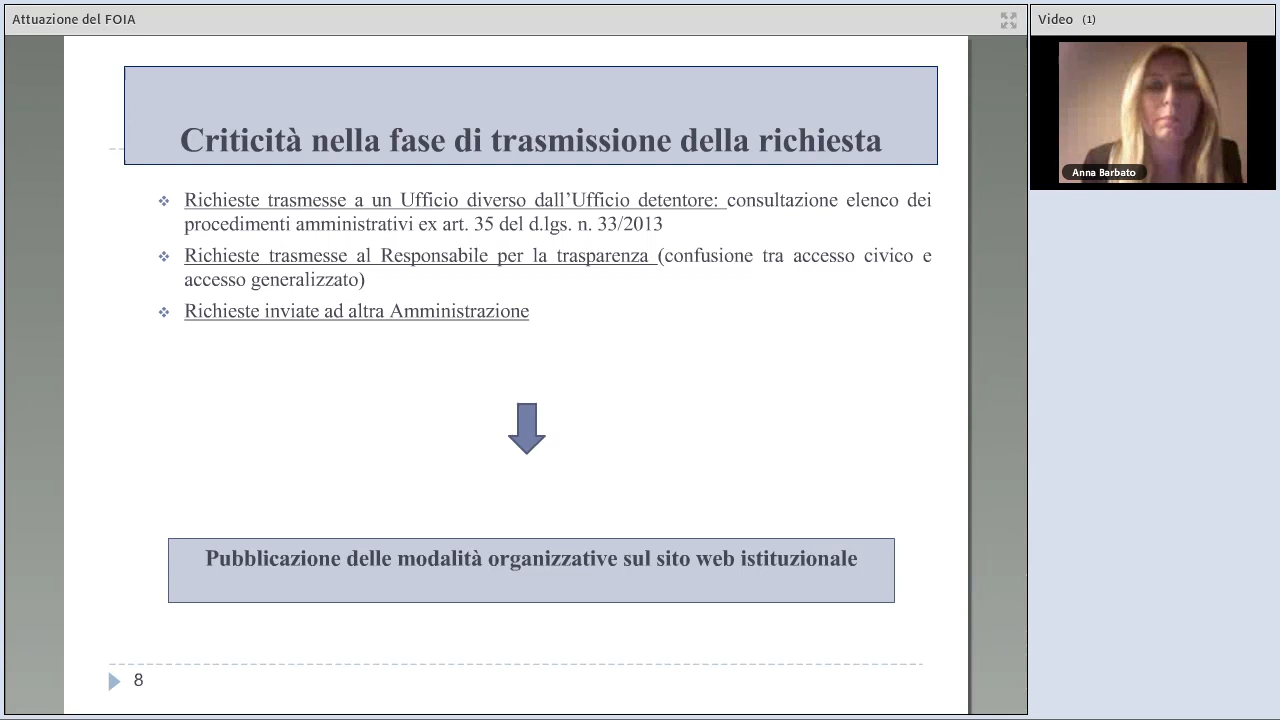 Attuazione del FOIA
Video (1)
Anna Barbato
Criticità nella fase di trasmissione della richiesta
❖ Richieste trasmesse a un Ufficio diverso dall’Ufficio detentore: consultazione elenco dei
procedimenti amministrativi ex art. 35 del d.lgs. n. 33/2013
❖ Richieste trasmesse al Responsabile per la trasparenza (confusione tra accesso civico e
accesso generalizzato)
❖ Richieste inviate ad altra Amministrazione
Pubblicazione delle modalità organizzative sul sito web istituzionale
8